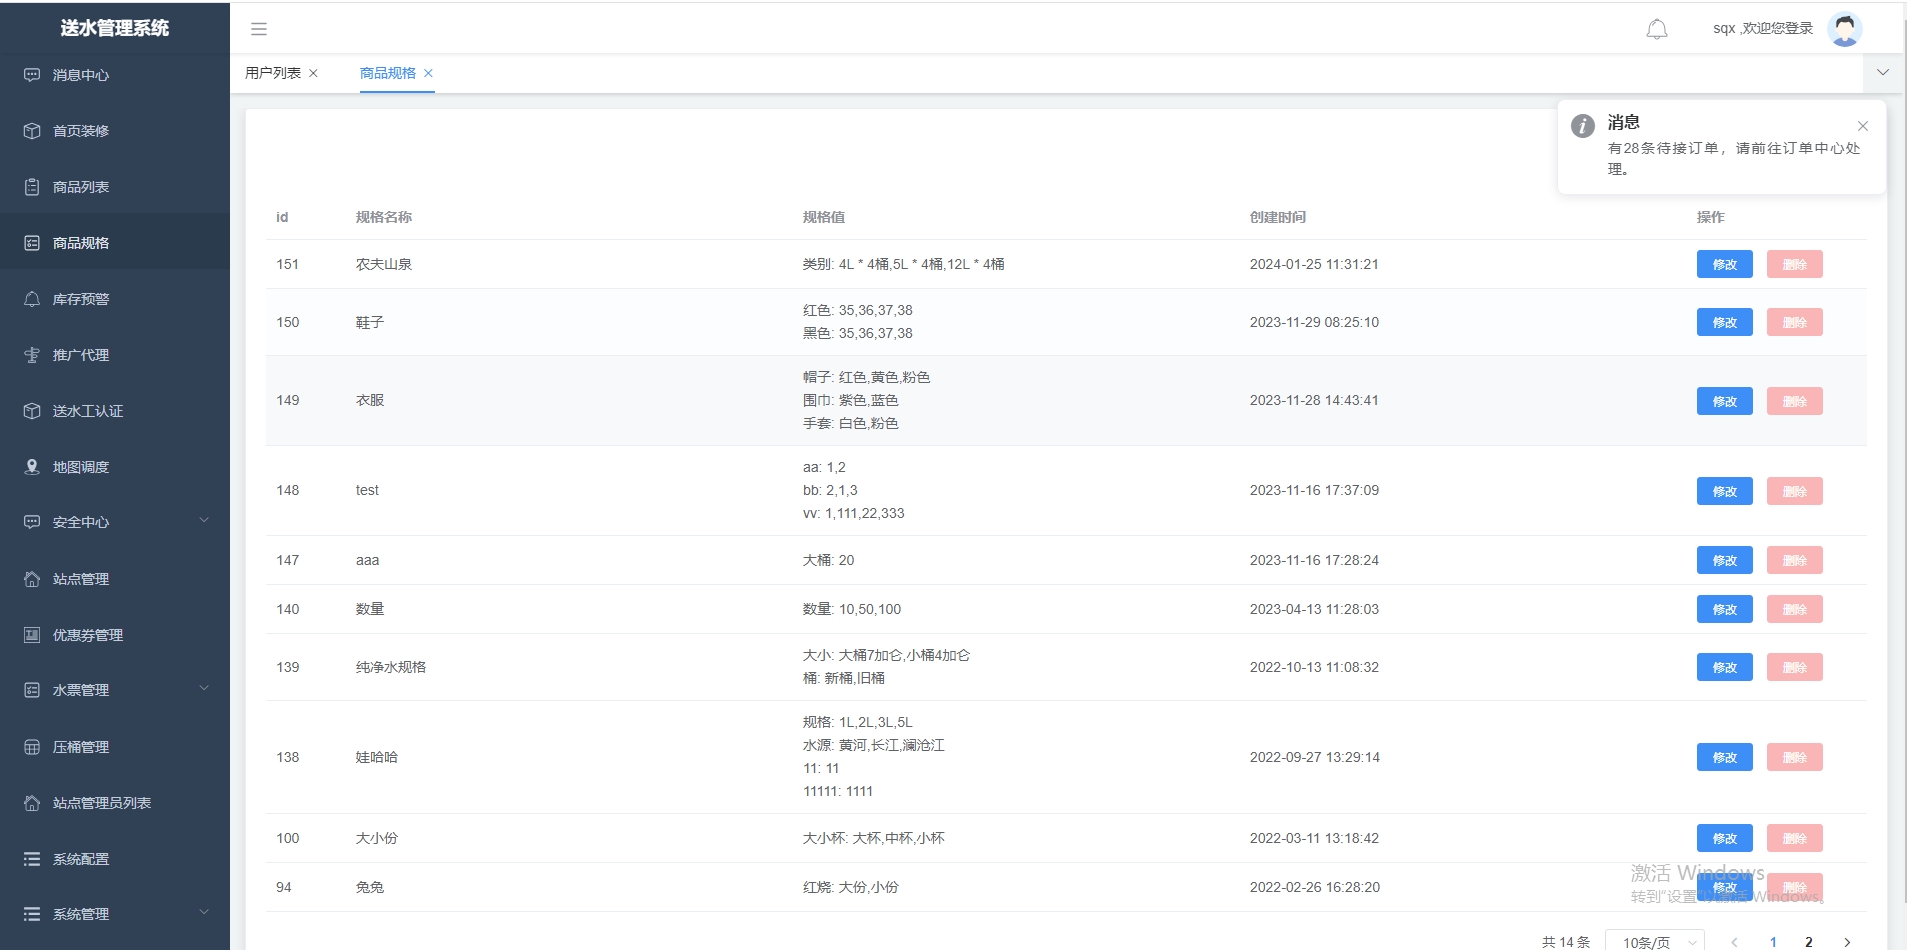 送水管理系统
消息中心
首页装修
商品列表
商品规格
库存预警
推广代理
送水工认证
地图调度
安全中心
站点管理
优惠券管理
水票管理
压桶管理
站点管理员列表
系统配置
系统管理
sqx ,欢迎您登录
用户列表
商品规格
消息
有28条待接订单，请前往订单中心处
理。
id 规格名称 规格值 创建时间 操作
151 农夫山泉 类别: 4L * 4桶,5L * 4桶,12L * 4桶 2024-01-25 11:31:21 修改 删除
150 鞋子 红色: 35,36,37,38 2023-11-29 08:25:10 修改 删除
黑色: 35,36,37,38
149 衣服 帽子: 红色,黄色,粉色 2023-11-28 14:43:41 修改 删除
围巾: 紫色,蓝色
手套: 白色,粉色
148 test aa: 1,2 2023-11-16 17:37:09 修改 删除
bb: 2,1,3
vv: 1,111,22,333
147 aaa 大桶: 20 2023-11-16 17:28:24 修改 删除
140 数量 数量: 10,50,100 2023-04-13 11:28:03 修改 删除
139 纯净水规格 大小: 大桶7加仑,小桶4加仑 2022-10-13 11:08:32 修改 删除
桶: 新桶,旧桶
138 娃哈哈 规格: 1L,2L,3L,5L 2022-09-27 13:29:14 修改 删除
水源: 黄河,长江,澜沧江
11: 11
11111: 1111
100 大小份 大小杯: 大杯,中杯,小杯 2022-03-11 13:18:42 修改 删除
94 兔兔 红烧: 大份,小份 2022-02-26 16:28:20 修改 删除
激活 Windows
转到"设置"以激活 Windows。
共 14 条 10条/页 1 2